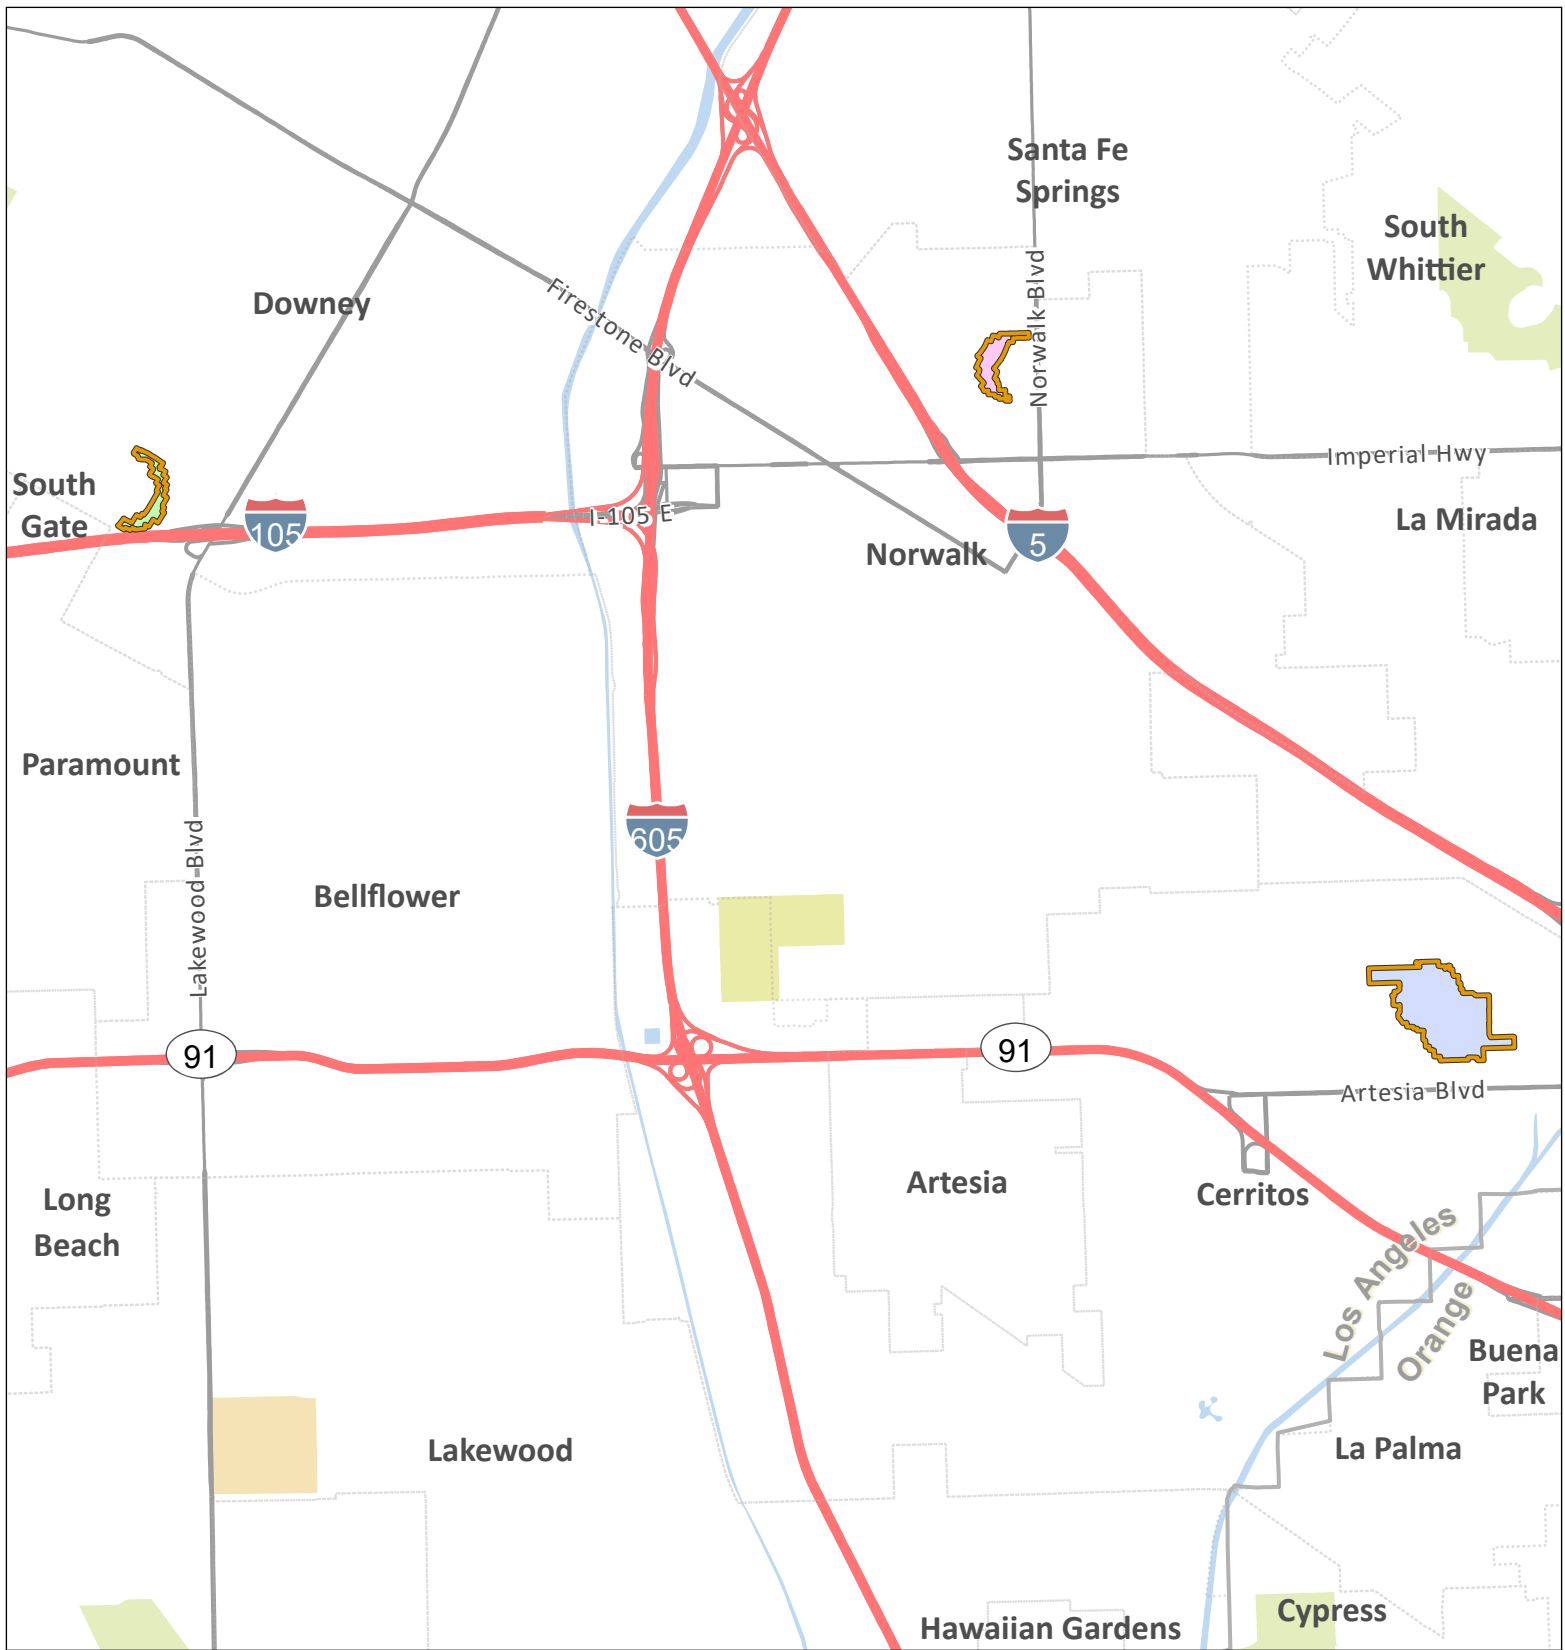 Santa Fe
Springs
South
Whittier
Downey
Firestone Blvd
Norwalk Blvd
Imperial Hwy
South
Gate
105
I-105 E
5
La Mirada
Norwalk
Paramount
605
Lakewood Blvd
Bellflower
91
91
Artesia Blvd
Long
Beach
Artesia
Cerritos
Los Angeles
Orange
Buena
Park
Lakewood
La Palma
Hawaiian Gardens
Cypress